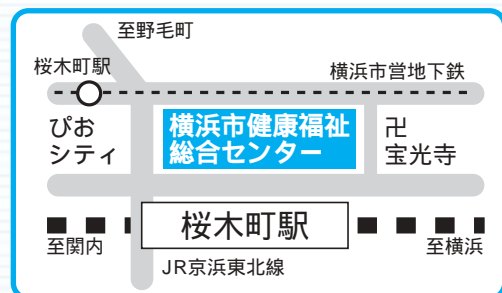 至野毛町
桜木町駅
横浜市営地下鉄
ぴお
シティ
横浜市健康福祉
総合センター
卍
宝光寺
桜木町駅
至関内
至横浜
JR京浜東北線